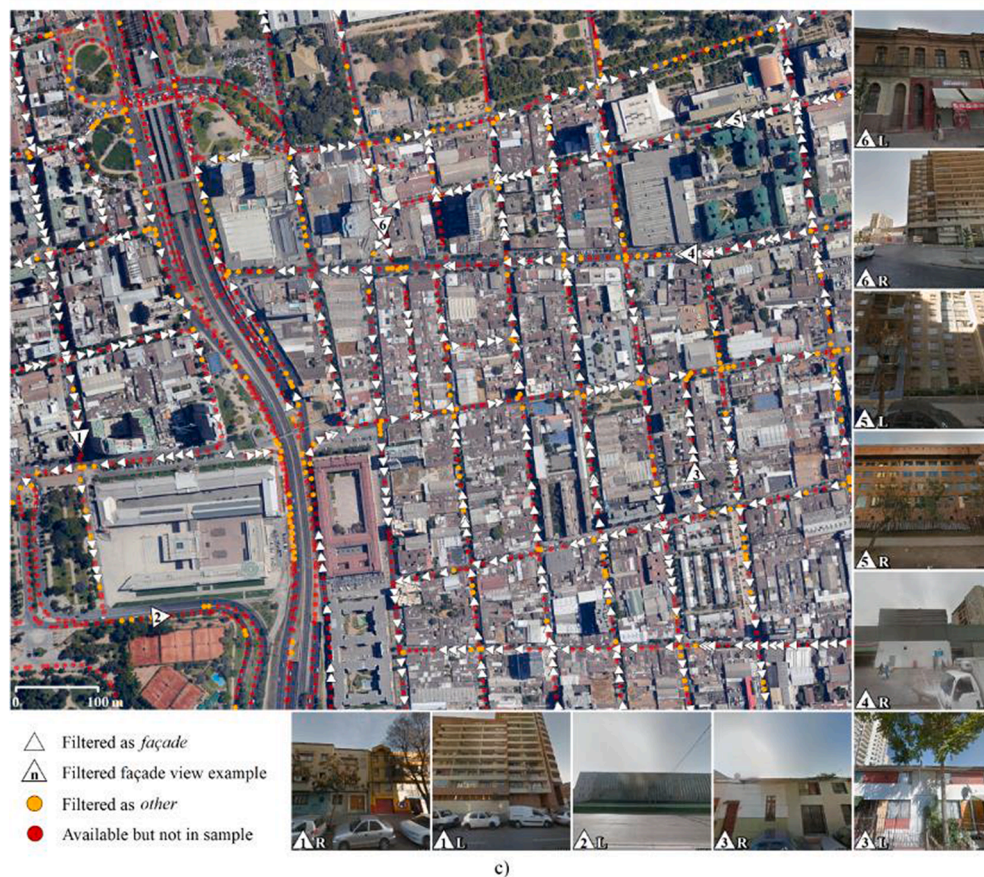 6 L
6
5
6 R
4
1
5 L
3
5 R
2
4 R
0 100 m
Filtered as façade
n Filtered façade view example
Filtered as other
Available but not in sample
1 R
1 L
2 L
3 R
3 L
c)